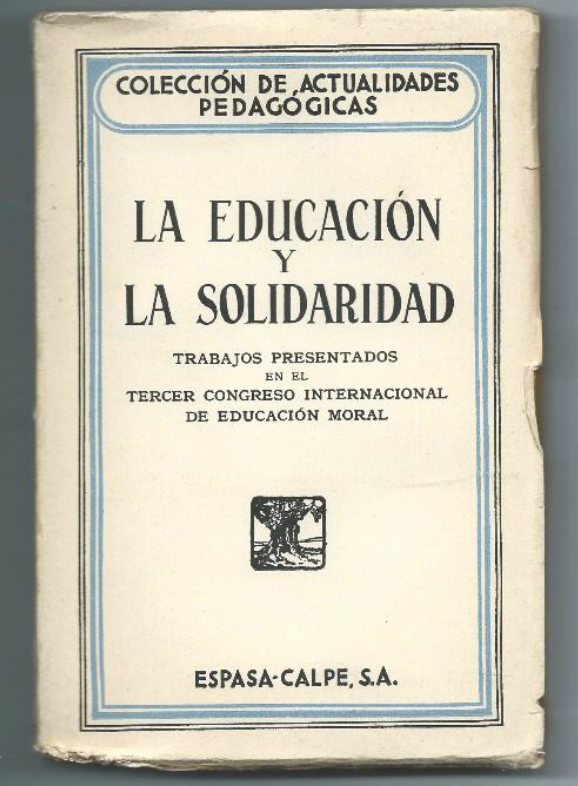 COLECCIÓN DE ACTUALIDADES
PEDAGÓGICAS
LA EDUCACIÓN
Y
LA SOLIDARIDAD
TRABAJOS PRESENTADOS
EN EL
TERCER CONGRESO INTERNACIONAL
DE EDUCACIÓN MORAL
ESPASA-CALPE, S.A.